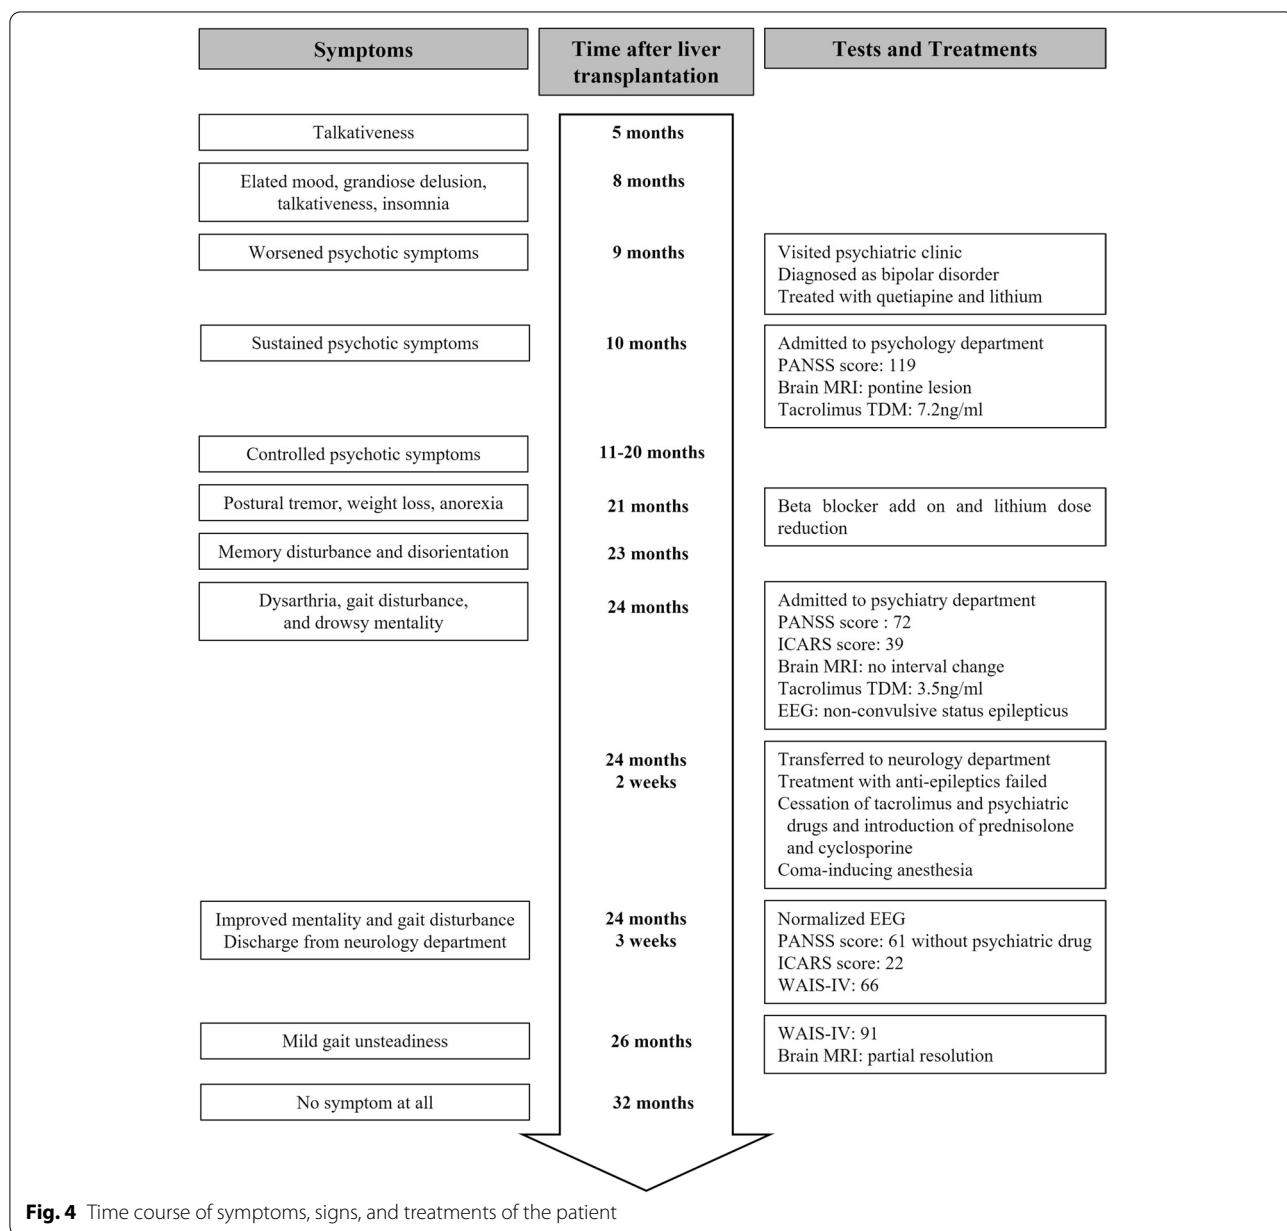 Symptoms
Time after liver
transplantation
Tests and Treatments
Talkativeness
5 months
Elated mood, grandiose delusion,
talkativeness, insomnia
8 months
Worsened psychotic symptoms
9 months
Visited psychiatric clinic
Diagnosed as bipolar disorder
Treated with quetiapine and lithium
Sustained psychotic symptoms
10 months
Admitted to psychology department
PANSS score: 119
Brain MRI: pontine lesion
Tacrolimus TDM: 7.2ng/ml
Controlled psychotic symptoms
11-20 months
Postural tremor, weight loss, anorexia
21 months
Beta blocker add on and lithium dose
reduction
Memory disturbance and disorientation
23 months
Dysarthria, gait disturbance,
and drowsy mentality
24 months
Admitted to psychiatry department
PANSS score : 72
ICARS score: 39
Brain MRI: no interval change
Tacrolimus TDM: 3.5ng/ml
EEG: non-convulsive status epilepticus
24 months
2 weeks
Transferred to neurology department
Treatment with anti-epileptics failed
Cessation of tacrolimus and psychiatric
drugs and introduction of prednisolone
and cyclosporine
Coma-inducing anesthesia
Improved mentality and gait disturbance
Discharge from neurology department
24 months
3 weeks
Normalized EEG
PANSS score: 61 without psychiatric drug
ICARS score: 22
WAIS-IV: 66
Mild gait unsteadiness
26 months
WAIS-IV: 91
Brain MRI: partial resolution
No symptom at all
32 months
Fig. 4 Time course of symptoms, signs, and treatments of the patient